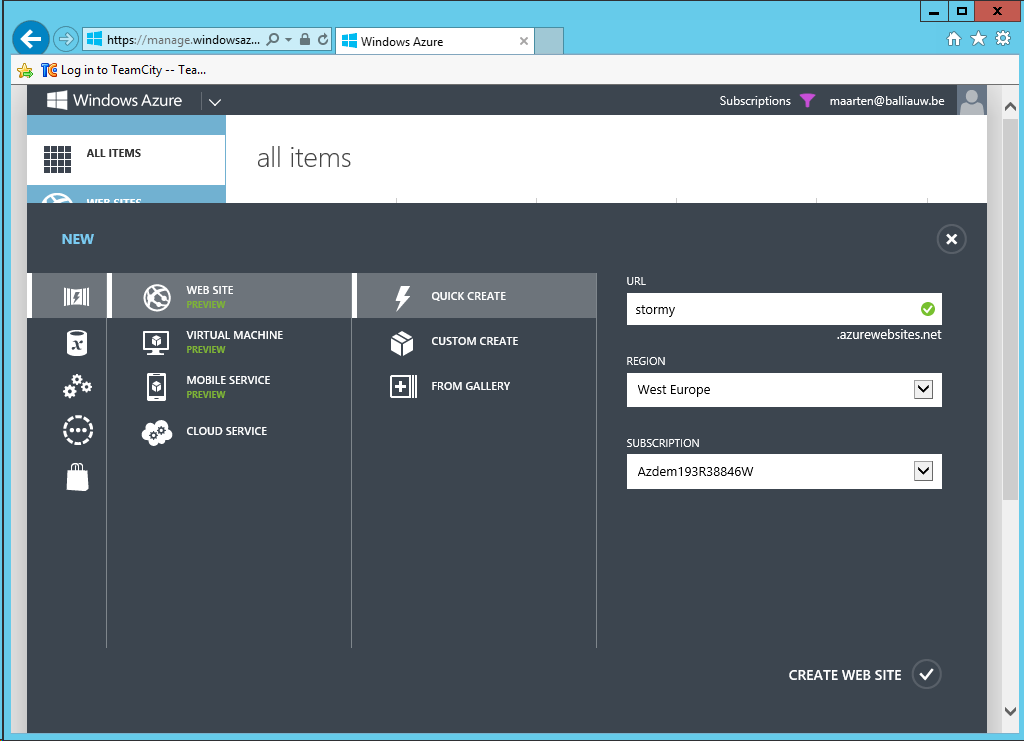 https://manage.windowsaz...
Windows Azure
Log in to TeamCity -- Tea...
Windows Azure
Subscriptions
maarten@balliauw.be
ALL ITEMS
all items
WEB SITES
NEW
WEB SITE
PREVIEW
VIRTUAL MACHINE
PREVIEW
MOBILE SERVICE
PREVIEW
CLOUD SERVICE
QUICK CREATE
CUSTOM CREATE
FROM GALLERY
URL
stormy
.azurewebsites.net
REGION
West Europe
SUBSCRIPTION
Azdem193R38846W
CREATE WEB SITE